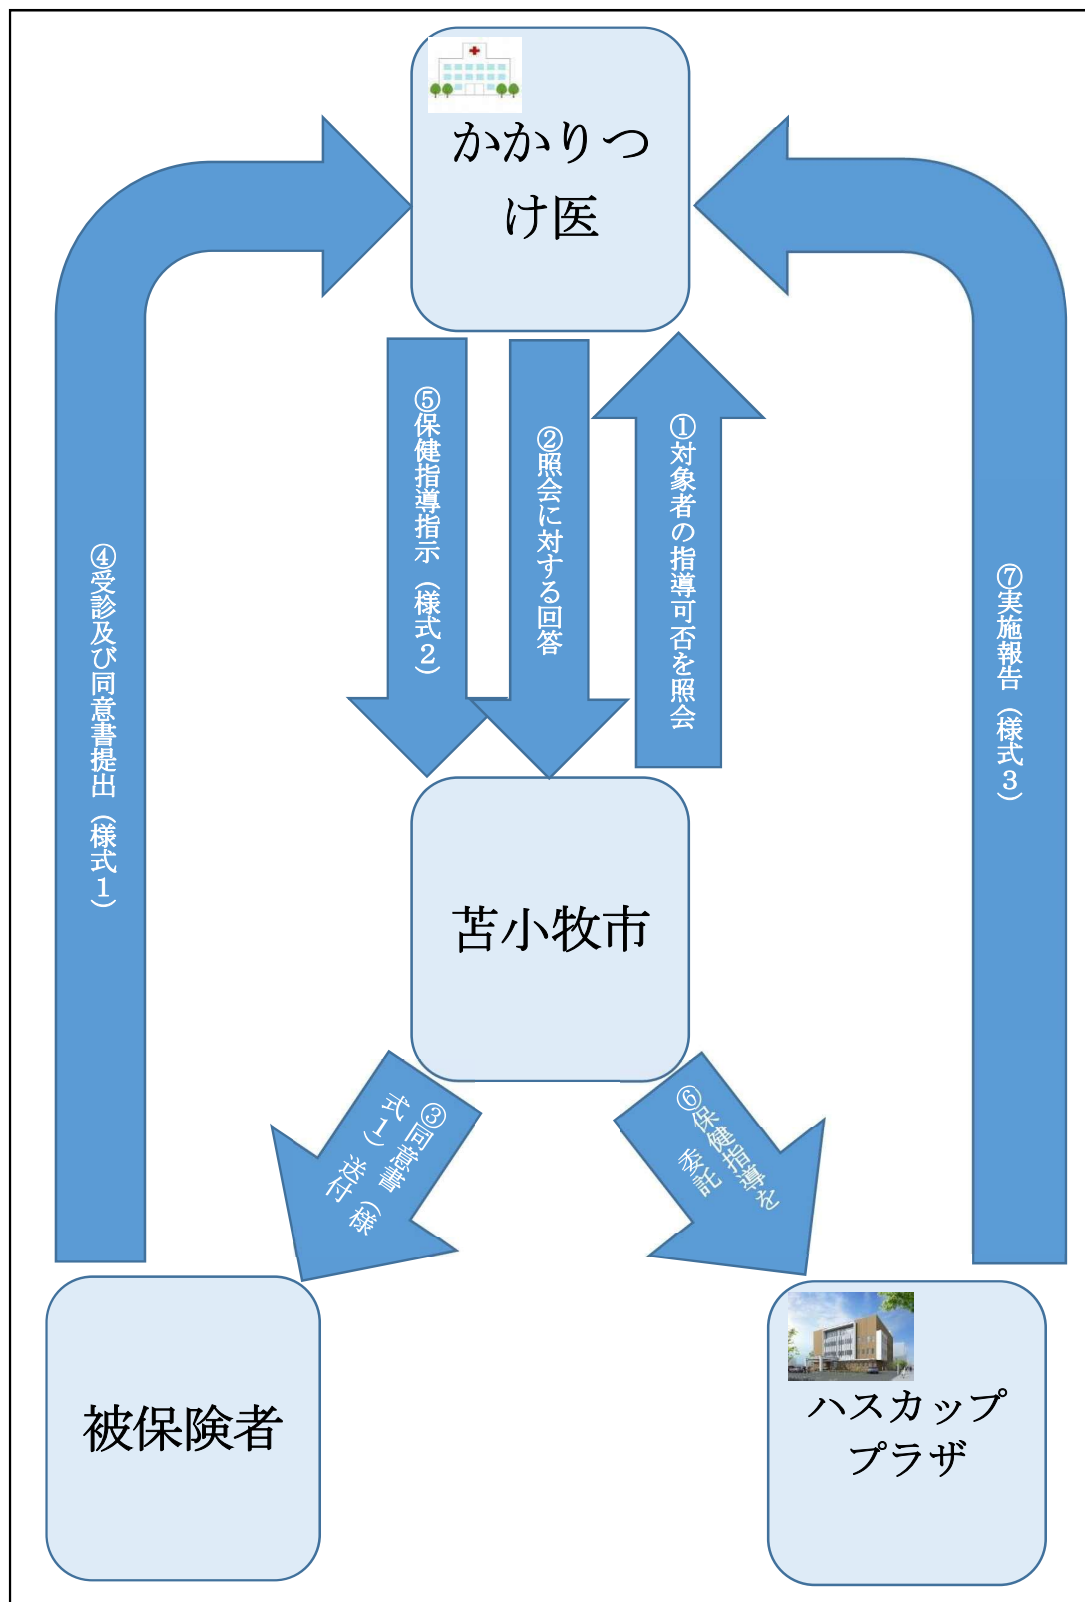 かかりつ
け医
⑤保健指導指示（様式２）
②照会に対する回答
①対象者の指導可否を照会
④受診及び同意書提出（様式１）
⑦実施報告（様式３）
苫小牧市
③同意書（様
式１）送付
⑥保健指導を
委託
被保険者
ハスカップ
プラザ